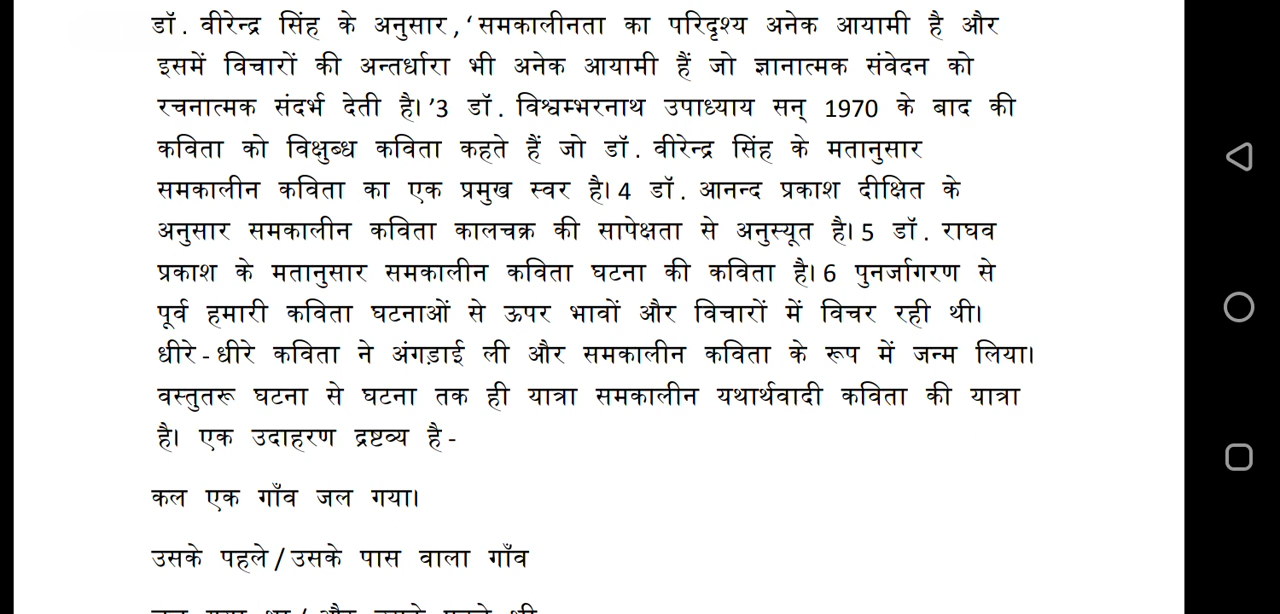 डॉ. वीरेन्द्र सिंह के अनुसार,‘समकालीनता का परिदृश्य अनेक आयामी है और
इसमें विचारों की अन्तर्धारा भी अनेक आयामी हैं जो ज्ञानात्मक संवेदन को
रचनात्मक संदर्भ देती है।’3 डॉ. विश्वम्भरनाथ उपाध्याय सन् 1970 के बाद की
कविता को विक्षुब्ध कविता कहते हैं जो डॉ. वीरेन्द्र सिंह के मतानुसार
समकालीन कविता का एक प्रमुख स्वर है।4 डॉ. आनन्द प्रकाश दीक्षित के
अनुसार समकालीन कविता कालचक्र की सापेक्षता से अनुस्यूत है।5 डॉ. राघव
प्रकाश के मतानुसार समकालीन कविता घटना की कविता है।6 पुनर्जागरण से
पूर्व हमारी कविता घटनाओं से ऊपर भावों और विचारों में विचर रही थी।
धीरे-धीरे कविता ने अंगड़ाई ली और समकालीन कविता के रूप में जन्म लिया।
वस्तुतरू घटना से घटना तक ही यात्रा समकालीन यथार्थवादी कविता की यात्रा
है। एक उदाहरण द्रष्टव्य है-
कल एक गाँव जल गया।
उसके पहले/उसके पास वाला गाँव